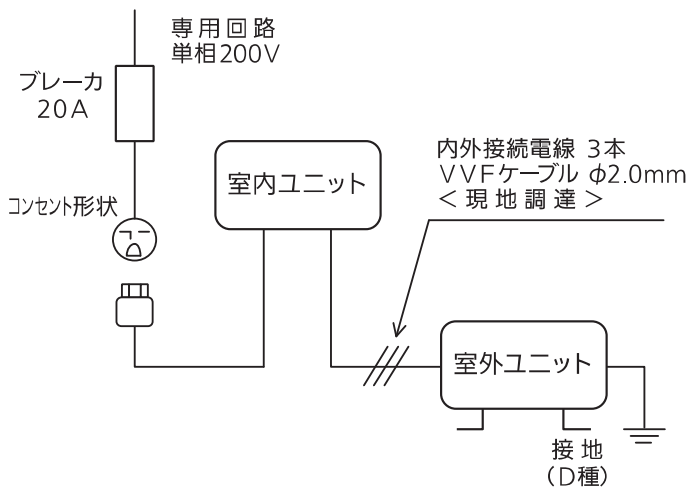 専用回路
単相200V
ブレーカ
20A
コンセント形状
室内ユニット
内外接続電線 3本
VVFケーブル φ2.0mm
＜現地調達＞
室外ユニット
接地
(D種)